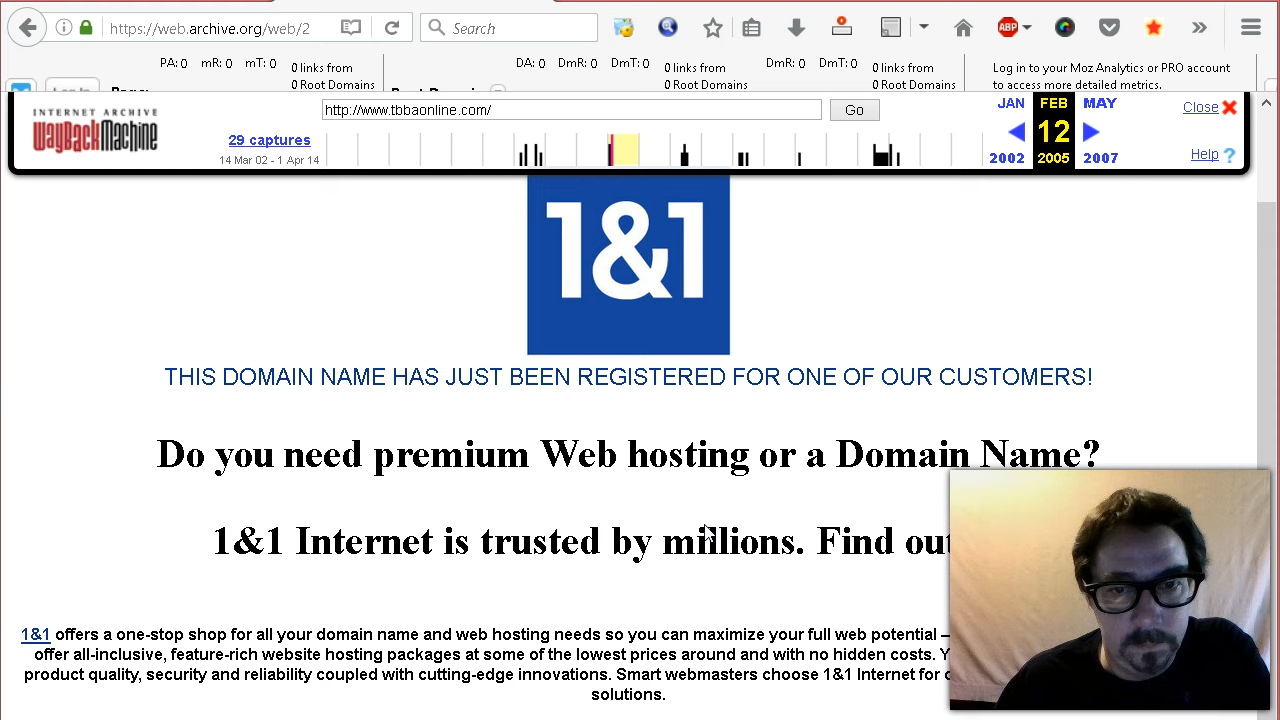 https://web.archive.org/web/2
Search
ABP
PA: 0 mR: 0 mT: 0
0 links from
0 Root Domains
DA: 0 DmR: 0 DmT: 0
0 links from
0 Root Domains
DmR: 0 DmT: 0
0 links from
0 Root Domains
Log in to your Moz Analytics or PRO account
to access more detailed metrics.
INTERNET ARCHIVE
WayBackMachine
http://www.tbbaonline.com/
Go
29 captures
14 Mar 02 - 1 Apr 14
JAN FEB MAY
12
2002 2005 2007
Close
Help ?
1&1
THIS DOMAIN NAME HAS JUST BEEN REGISTERED FOR ONE OF OUR CUSTOMERS!
Do you need premium Web hosting or a Domain Name?
1&1 Internet is trusted by millions. Find out
1&1 offers a one-stop shop for all your domain name and web hosting needs so you can maximize your full web potential –
offer all-inclusive, feature-rich website hosting packages at some of the lowest prices around and with no hidden costs. Y
product quality, security and reliability coupled with cutting-edge innovations. Smart webmasters choose 1&1 Internet for
solutions.